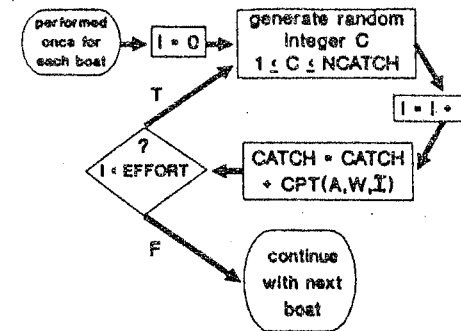 performed
once for
each boat
I = 0
generate random
integer C
1 ≤ C ≤ NCATCH
I = I +
CATCH = CATCH
+ CPT(A,W,I)
?
I < EFFORT
T
F
continue
with next
boat